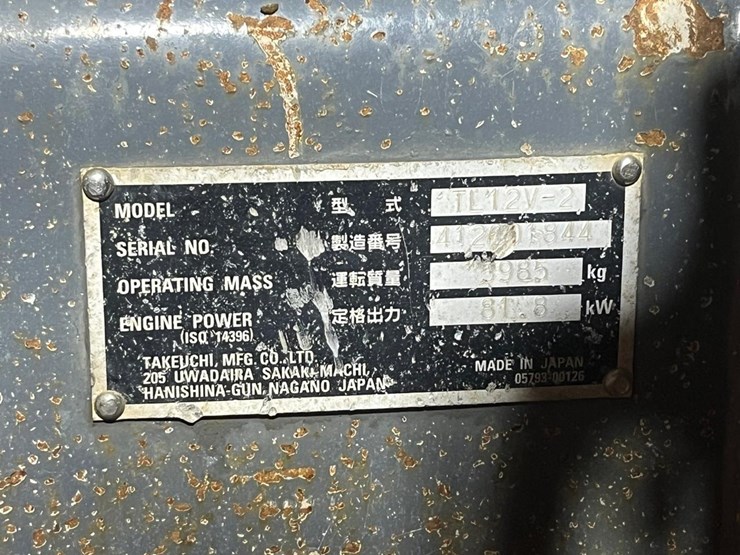 MODEL 型式 TL12V-2
SERIAL NO. 製造番号
OPERATING MASS 運転質量 kg
ENGINE POWER 定格出力 81.8 kW
(ISO 14396)
TAKEUCHI MFG. CO. LTD.
205 UWADAIRA SAKAKI-MACHI,
HANISHINA-GUN, NAGANO JAPAN
MADE IN JAPAN
05793-00126